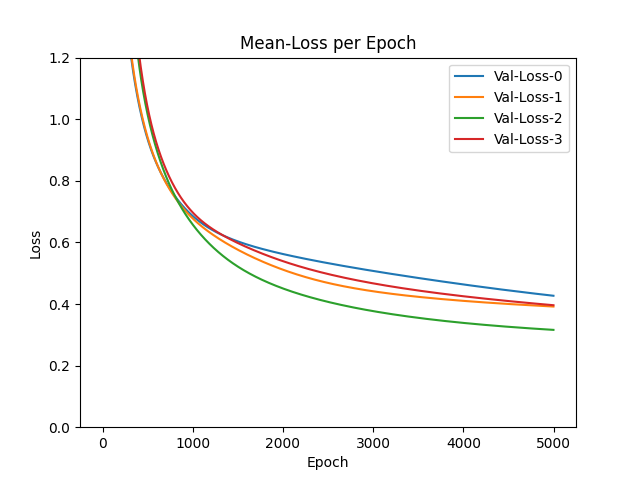 Mean-Loss per Epoch
1.2
1.0
0.8
0.6
0.4
0.2
0.0
Loss
Val-Loss-0
Val-Loss-1
Val-Loss-2
Val-Loss-3
0 1000 2000 3000 4000 5000
Epoch